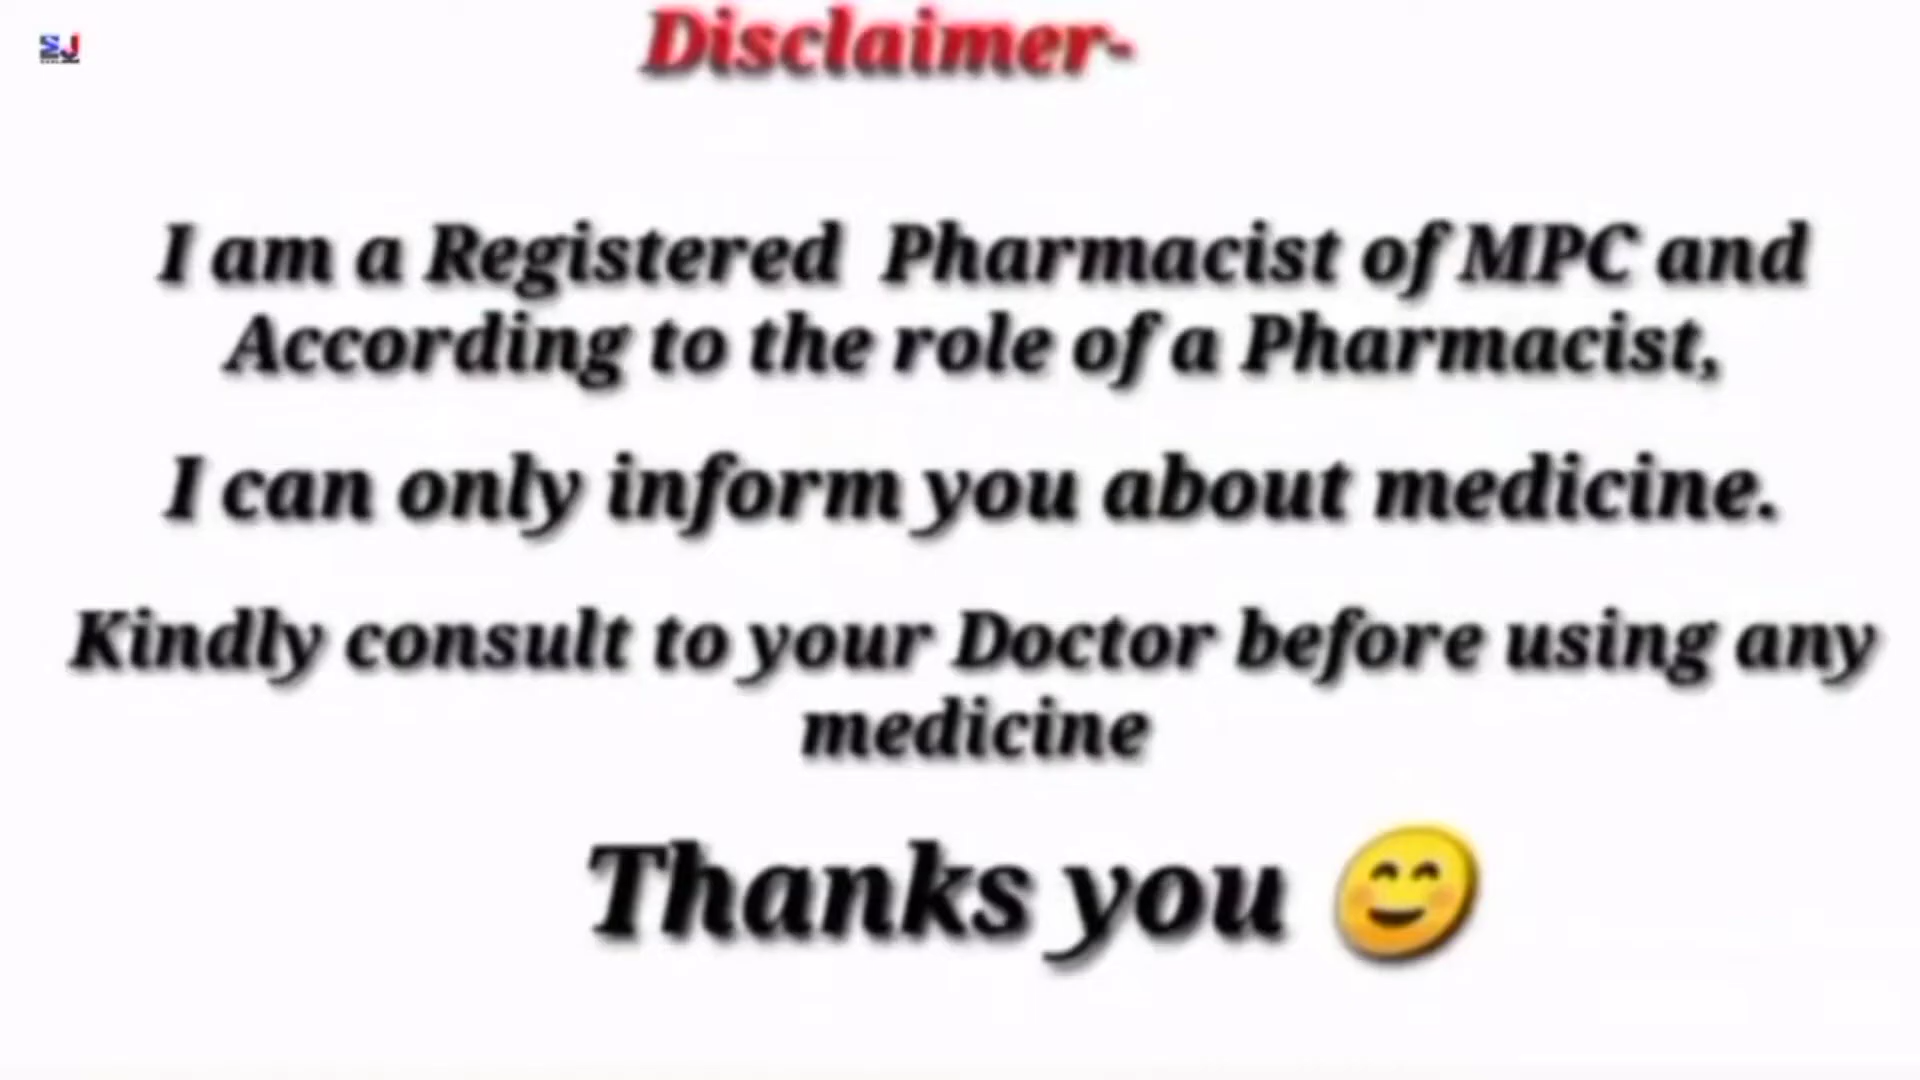 Disclaimer-
I am a Registered Pharmacist of MPC and
According to the role of a Pharmacist,
I can only inform you about medicine.
Kindly consult to your Doctor before using any
medicine
Thanks you 😊